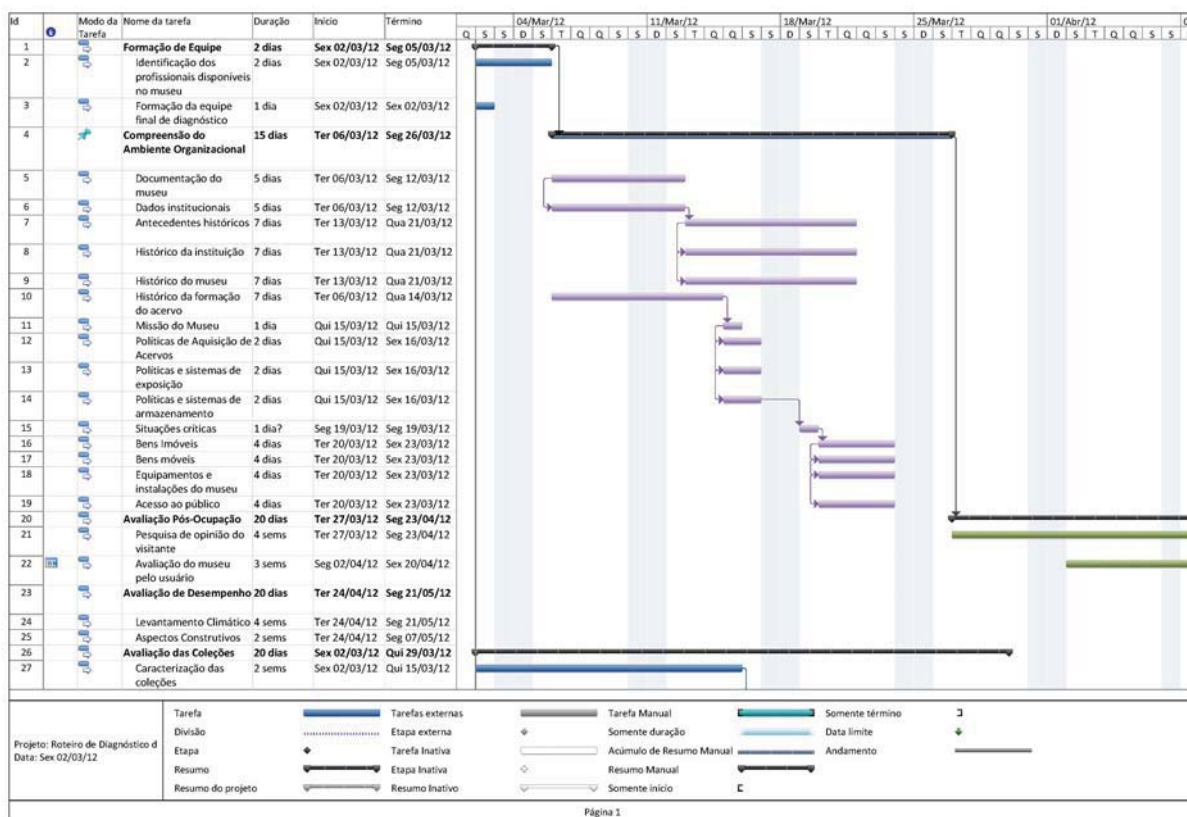 Id Modo da Tarefa Nome da tarefa Duração Início Término 04/Mar/12 11/Mar/12 18/Mar/12 25/Mar/12 01/Abr/12
Q S S D S T Q Q S S D S T Q Q S S D S T Q Q S S D S T Q Q S S D S T Q Q S S
1 Formação de Equipe 2 dias Sex 02/03/12 Seg 05/03/12
2 Identificação dos profissionais disponíveis no museu 2 dias Sex 02/03/12 Seg 05/03/12
3 Formação da equipe final de diagnóstico 1 dia Sex 02/03/12 Sex 02/03/12
4 Compreensão do Ambiente Organizacional 15 dias Ter 06/03/12 Seg 26/03/12
5 Documentação do museu 5 dias Ter 06/03/12 Seg 12/03/12
6 Dados institucionais 5 dias Ter 06/03/12 Seg 12/03/12
7 Antecedentes históricos 7 dias Ter 13/03/12 Qua 21/03/12
8 Histórico da instituição 7 dias Ter 13/03/12 Qua 21/03/12
9 Histórico do museu 7 dias Ter 13/03/12 Qua 21/03/12
10 Histórico da formação do acervo 7 dias Ter 06/03/12 Qua 14/03/12
11 Missão do Museu 1 dia Qui 15/03/12 Qui 15/03/12
12 Políticas de Aquisição de Acervos 2 dias Qui 15/03/12 Sex 16/03/12
13 Políticas e sistemas de exposição 2 dias Qui 15/03/12 Sex 16/03/12
14 Políticas e sistemas de armazenamento 2 dias Qui 15/03/12 Sex 16/03/12
15 Situações críticas 1 dia? Seg 19/03/12 Seg 19/03/12
16 Bens Imóveis 4 dias Ter 20/03/12 Sex 23/03/12
17 Bens móveis 4 dias Ter 20/03/12 Sex 23/03/12
18 Equipamentos e instalações do museu 4 dias Ter 20/03/12 Sex 23/03/12
19 Acesso ao público 4 dias Ter 20/03/12 Sex 23/03/12
20 Avaliação Pós-Ocupação 20 dias Ter 27/03/12 Seg 23/04/12
21 Pesquisa de opinião do visitante 4 sems Ter 27/03/12 Seg 23/04/12
22 Avaliação do museu pelo usuário 3 sems Seg 02/04/12 Sex 20/04/12
23 Avaliação de Desempenho 20 dias Ter 24/04/12 Seg 21/05/12
24 Levantamento Climático 4 sems Ter 24/04/12 Seg 21/05/12
25 Aspectos Construtivos 2 sems Ter 24/04/12 Seg 07/05/12
26 Avaliação das Coleções 20 dias Sex 02/03/12 Qui 29/03/12
27 Caracterização das coleções 2 sems Sex 02/03/12 Qui 15/03/12
Projeto: Roteiro de Diagnóstico d
Data: Sex 02/03/12
Tarefa Tarefas externas Tarefa Manual Somente término
Divisão Etapa externa Somente duração Data limite
Etapa Tarefa Inativa Acúmulo de Resumo Manual Andamento
Resumo Etapa Inativa Resumo Manual
Resumo do projeto Resumo Inativo Somente início
Página 1